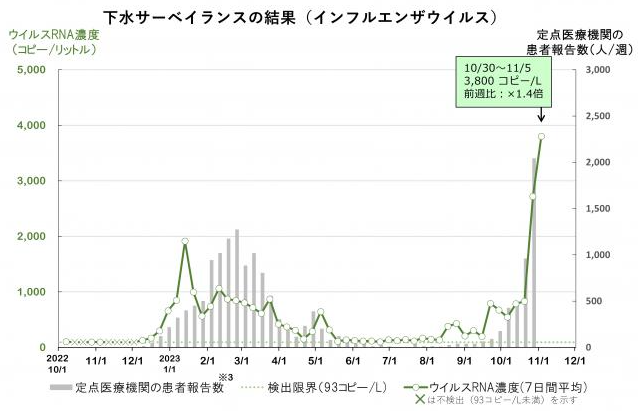 下水サーベイランスの結果（インフルエンザウイルス）
ウイルスRNA濃度
（コピー/リットル）
定点医療機関の
患者報告数(人/週)
10/30～11/5
3,800 コピー/L
前週比：×1.4倍
5,000
4,000
3,000
2,000
1,000
0
3,000
2,500
2,000
1,500
1,000
500
0
2022
10/1
11/1
12/1
2023
1/1
2/1
3/1
4/1
5/1
6/1
7/1
8/1
9/1
10/1
11/1
12/1
※3
定点医療機関の患者報告数
検出限界（93コピー/L）
ウイルスRNA濃度(7日間平均)
×は不検出（93コピー/L未満）を示す